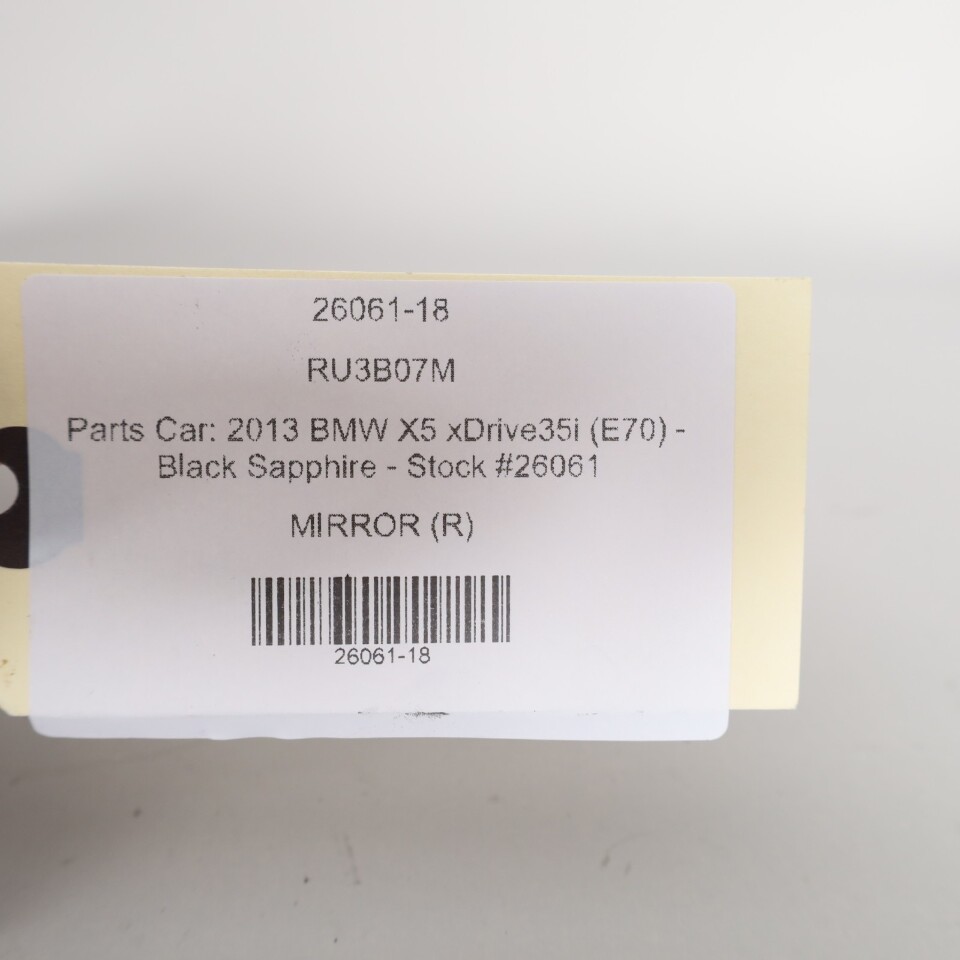 26061-18
RU3B07M
Parts Car: 2013 BMW X5 xDrive35i (E70) -
Black Sapphire - Stock #26061
MIRROR (R)
26061-18